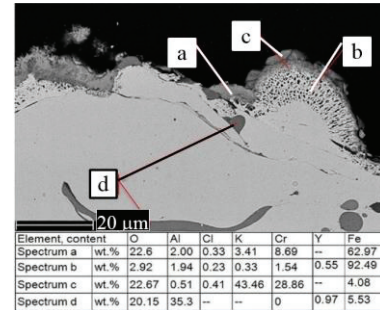 c
a
b
d
20 μm
Element, content O Al Cl K Cr Y Fe
Spectrum a wt.% 22.6 2.00 0.33 3.41 8.69 -- 62.97
Spectrum b wt.% 2.92 1.94 0.23 0.33 1.54 0.55 92.49
Spectrum c wt.% 22.67 0.51 0.41 43.46 28.86 4.08
Spectrum d wt.% 20.15 35.3 -- -- 0 0.97 5.53